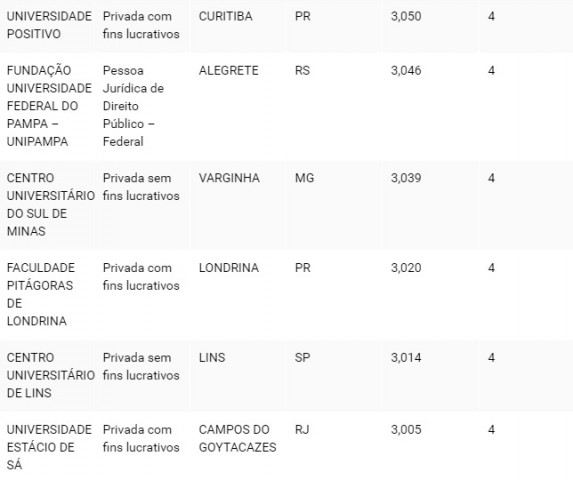 UNIVERSIDADE Privada com CURITIBA PR 3,050 4
POSITIVO fins lucrativos
FUNDAÇÃO Pessoa ALEGRETE RS 3,046 4
UNIVERSIDADE Jurídica de
FEDERAL DO Direito
PAMPA – Público –
UNIPAMPA Federal
CENTRO Privada sem VARGINHA MG 3,039 4
UNIVERSITÁRIO fins lucrativos
DO SUL DE
MINAS
FACULDADE Privada com LONDRINA PR 3,020 4
PITÁGORAS fins lucrativos
DE
LONDRINA
CENTRO Privada sem LINS SP 3,014 4
UNIVERSITÁRIO fins lucrativos
DE LINS
UNIVERSIDADE Privada com CAMPOS DO RJ 3,005 4
ESTÁCIO DE fins lucrativos GOYTACAZES
SÁ